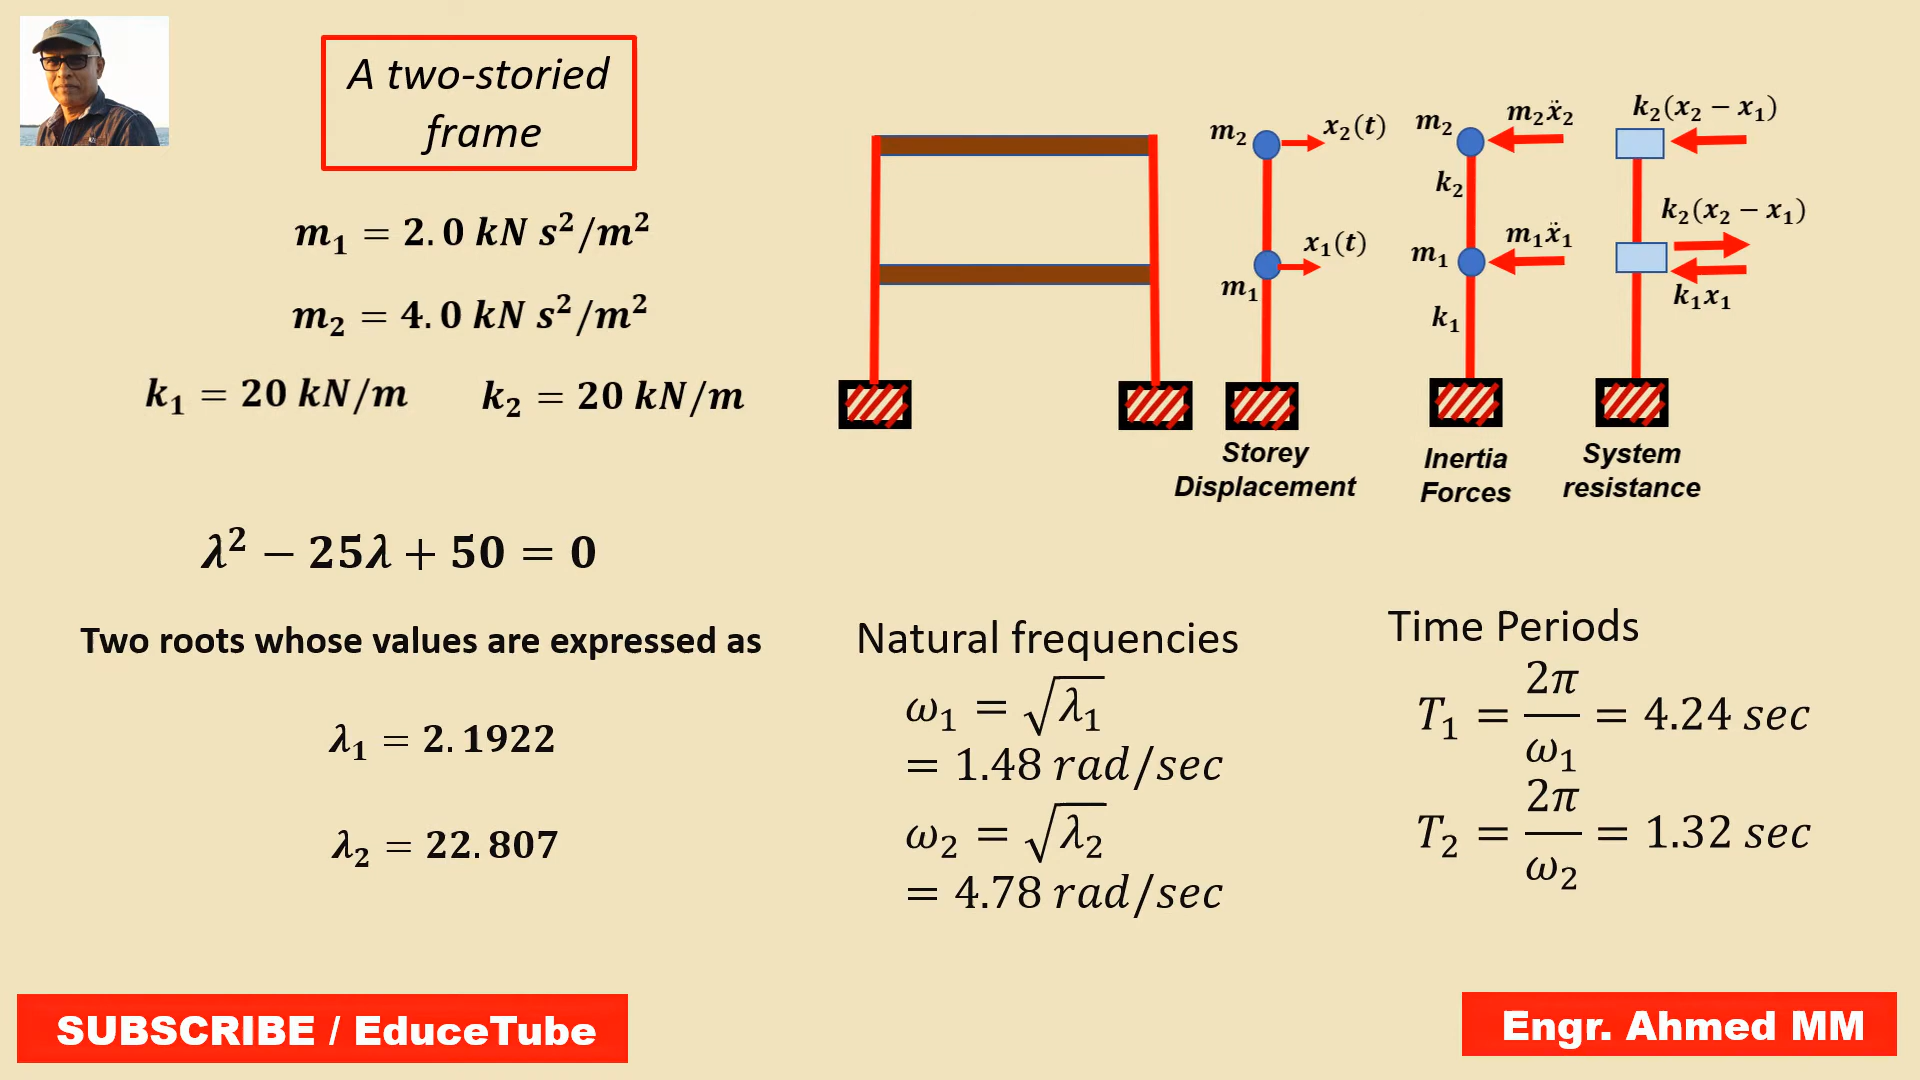 A two-storied
frame
m₁ = 2.0 kN s²/m²
m₂ = 4.0 kN s²/m²
k₁ = 20 kN/m
k₂ = 20 kN/m
m₂
x₂(t)
x₁(t)
m₁
m₂
m₂ẍ₂
k₂
m₁ẍ₁
m₁
k₁
k₂(x₂ − x₁)
k₂(x₂ − x₁)
k₁x₁
Storey
Displacement
Inertia
Forces
System
resistance
λ² − 25λ + 50 = 0
Two roots whose values are expressed as
λ₁ = 2.1922
λ₂ = 22.807
Natural frequencies
ω₁ = √λ₁
= 1.48 rad/sec
ω₂ = √λ₂
= 4.78 rad/sec
Time Periods
T₁ = 2π/ω₁ = 4.24 sec
T₂ = 2π/ω₂ = 1.32 sec
SUBSCRIBE / EduceTube
Engr. Ahmed MM